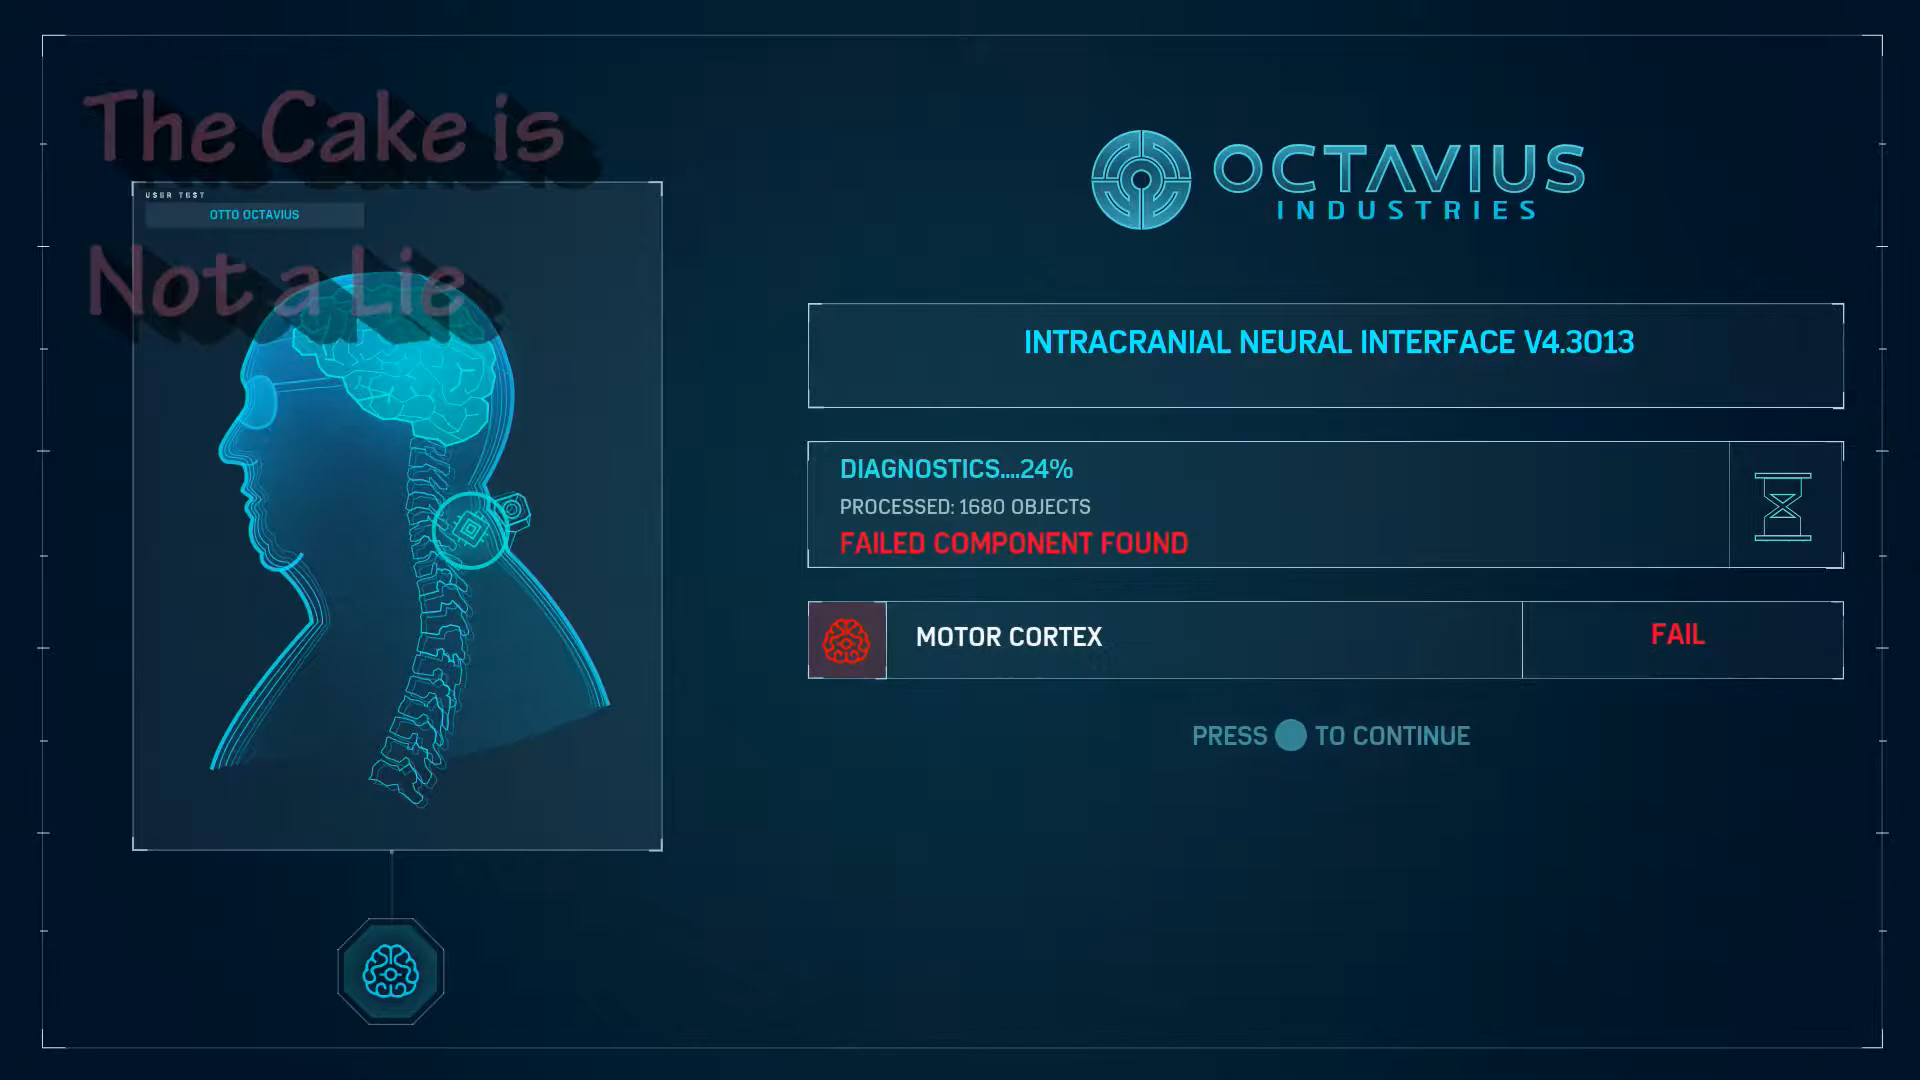 The Cake is
Not a Lie
USER TEST
OTTO OCTAVIUS
OCTAVIUS
INDUSTRIES
INTRACRANIAL NEURAL INTERFACE V4.3013
DIAGNOSTICS....24%
PROCESSED: 1680 OBJECTS
FAILED COMPONENT FOUND
MOTOR CORTEX
FAIL
PRESS TO CONTINUE